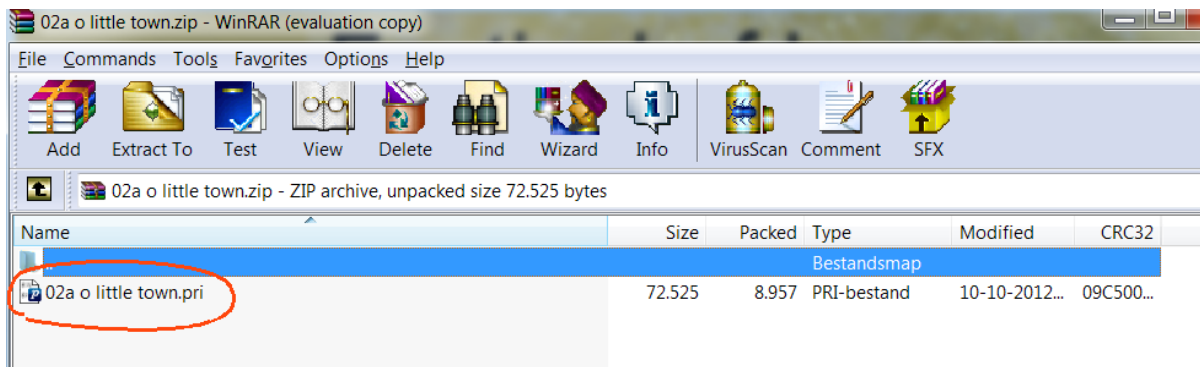 02a o little town.zip - WinRAR (evaluation copy)
File Commands Tools Favorites Options Help
Add Extract To Test View Delete Find Wizard Info VirusScan Comment SFX
02a o little town.zip - ZIP archive, unpacked size 72.525 bytes
Name Size Packed Type Modified CRC32
.. Bestandsmap
02a o little town.pri 72.525 8.957 PRI-bestand 10-10-2012... 09C500...